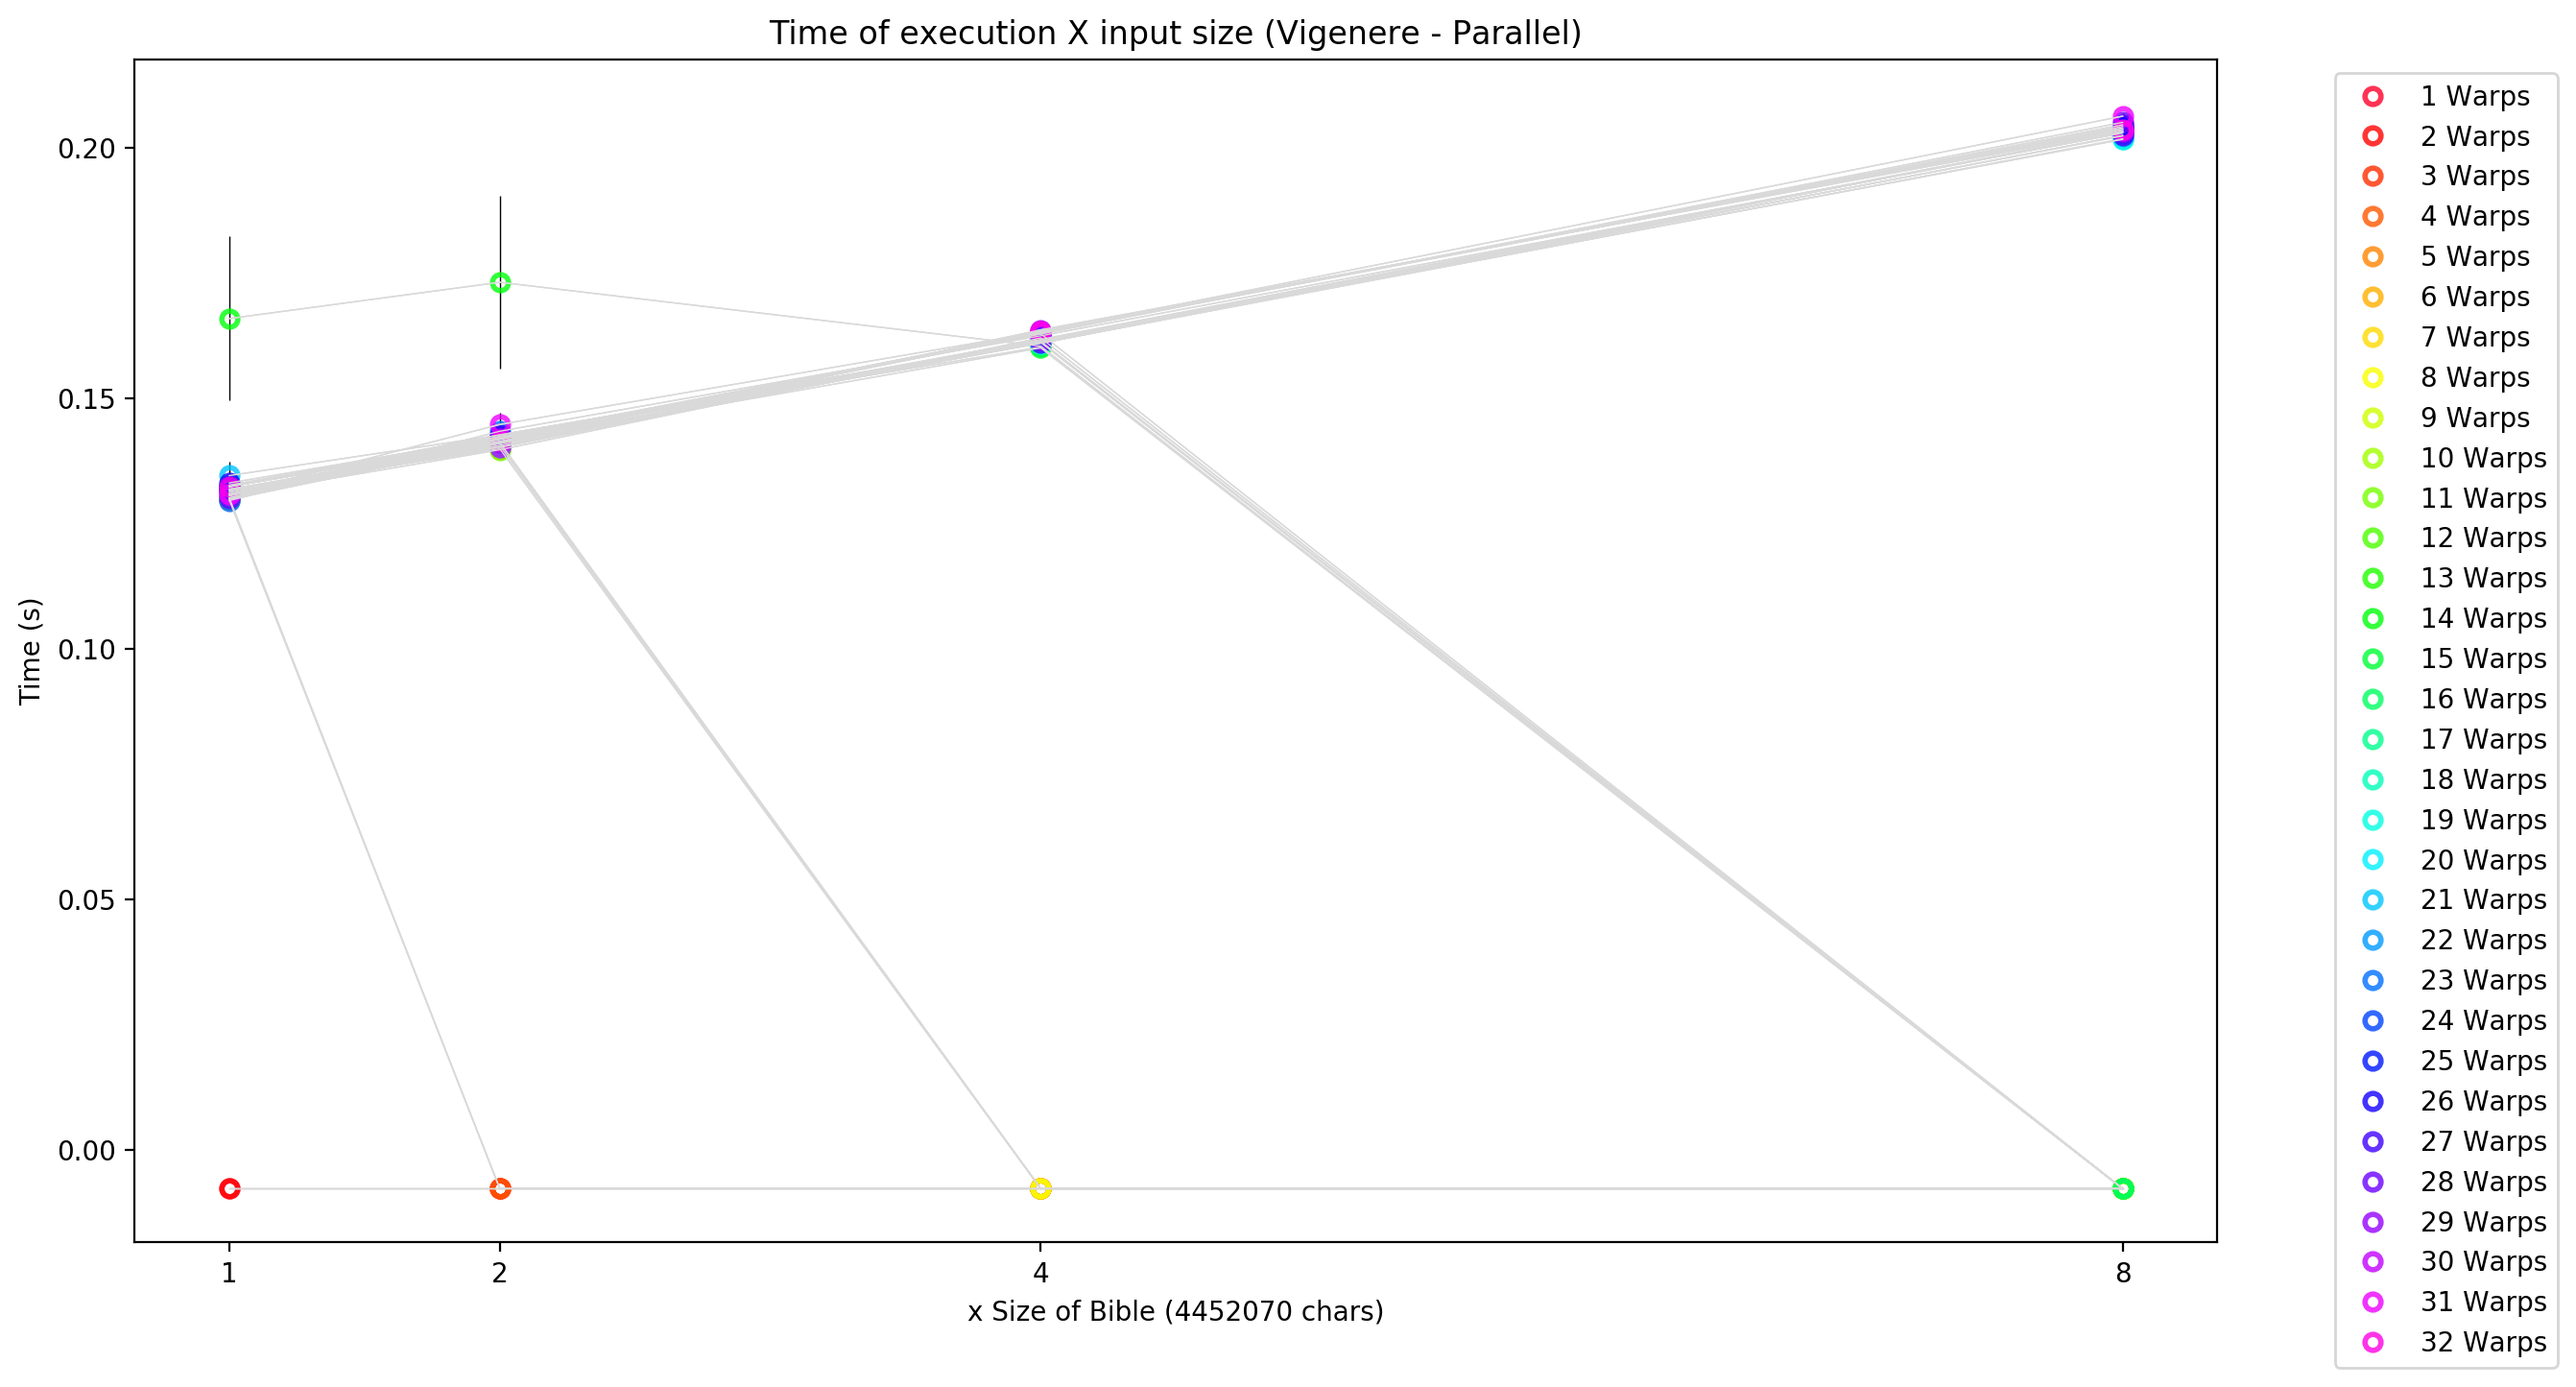 Time of execution X input size (Vigenere - Parallel)
0.20
0.15
0.10
0.05
0.00
Time (s)
1
2
4
8
x Size of Bible (4452070 chars)
1 Warps
2 Warps
3 Warps
4 Warps
5 Warps
6 Warps
7 Warps
8 Warps
9 Warps
10 Warps
11 Warps
12 Warps
13 Warps
14 Warps
15 Warps
16 Warps
17 Warps
18 Warps
19 Warps
20 Warps
21 Warps
22 Warps
23 Warps
24 Warps
25 Warps
26 Warps
27 Warps
28 Warps
29 Warps
30 Warps
31 Warps
32 Warps